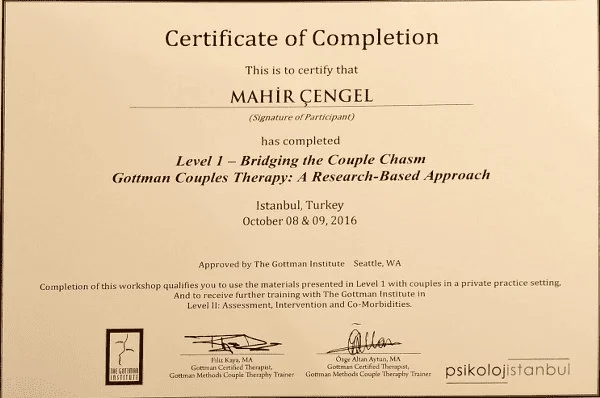 Certificate of Completion
This is to certify that
MAHİR ÇENGEL
(Signature of Participant)
has completed
Level 1 – Bridging the Couple Chasm
Gottman Couples Therapy: A Research-Based Approach
Istanbul, Turkey
October 08 & 09, 2016
Approved by The Gottman Institute Seattle, WA
Completion of this workshop qualifies you to use the materials presented in Level 1 with couples in a private practice setting,
And to receive further training with The Gottman Institute in
Level II: Assessment, Intervention and Co-Morbidities.
THE GOTTMAN
INSTITUTE
Filiz Kaya, MA
Gottman Certified Therapist,
Gottman Methods Couple Theraphy Trainer
Özge Altan Aytun, MA
Gottman Certified Therapist,
Gottman Methods Couple Theraphy Trainer
psikolojistanbul